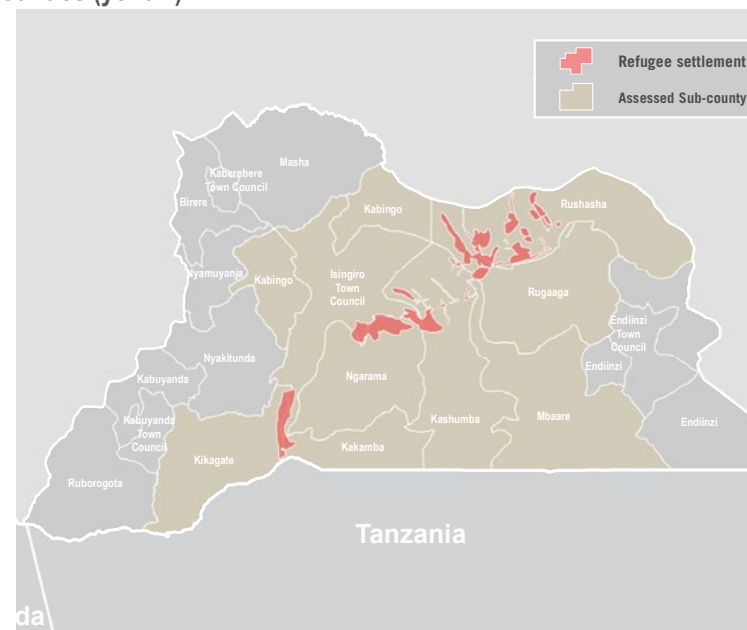 Refugee settlement
Assessed Sub-county
Masha
Kaberebere
Town Council
Birere
Kabingo
Rushasha
Nyamuyanja
Kabingo
Isingiro
Town
Council
Rugaaga
Endiinzi
Town
Council
Nyakitunda
Endiinzi
Kabuyanda
Ngarama
Kabuyanda
Town
Council
Kashumba
Mbaare
Endiinzi
Kikagate
Kakamba
Ruborogota
Tanzania
da